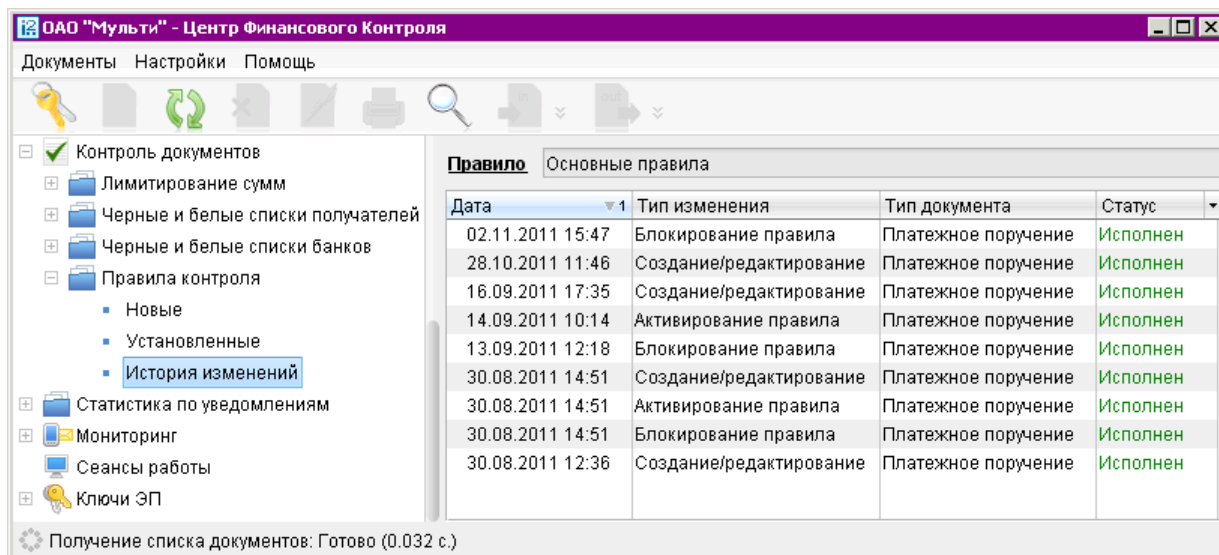 ОАО "Мульти" - Центр Финансового Контроля
Документы Настройки Помощь
in out
Контроль документов
Лимитирование сумм
Черные и белые списки получателей
Черные и белые списки банков
Правила контроля
Новые
Установленные
История изменений
Статистика по уведомлениям
Мониторинг
Сеансы работы
Ключи ЭП
Правило Основные правила
Дата 1 Тип изменения Тип документа Статус
02.11.2011 15:47 Блокирование правила Платежное поручение Исполнен
28.10.2011 11:46 Создание/редактирование Платежное поручение Исполнен
16.09.2011 17:35 Создание/редактирование Платежное поручение Исполнен
14.09.2011 10:14 Активирование правила Платежное поручение Исполнен
13.09.2011 12:18 Блокирование правила Платежное поручение Исполнен
30.08.2011 14:51 Создание/редактирование Платежное поручение Исполнен
30.08.2011 14:51 Активирование правила Платежное поручение Исполнен
30.08.2011 14:51 Блокирование правила Платежное поручение Исполнен
30.08.2011 12:36 Создание/редактирование Платежное поручение Исполнен
Получение списка документов: Готово (0.032 с.)